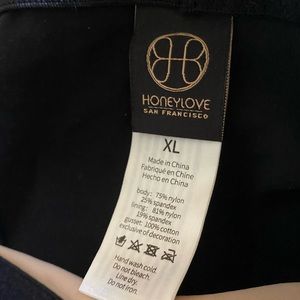 HONEYLOVE
SAN FRANCISCO
XL
Made in China
Fabriqué en Chine
Hecho en China
body: 75% nylon
25% spandex
lining: 81% nylon
19% spandex
gusset: 100% cotton
exclusive of decoration
Hand wash cold.
Do not bleach.
Line dry.
Do not iron.